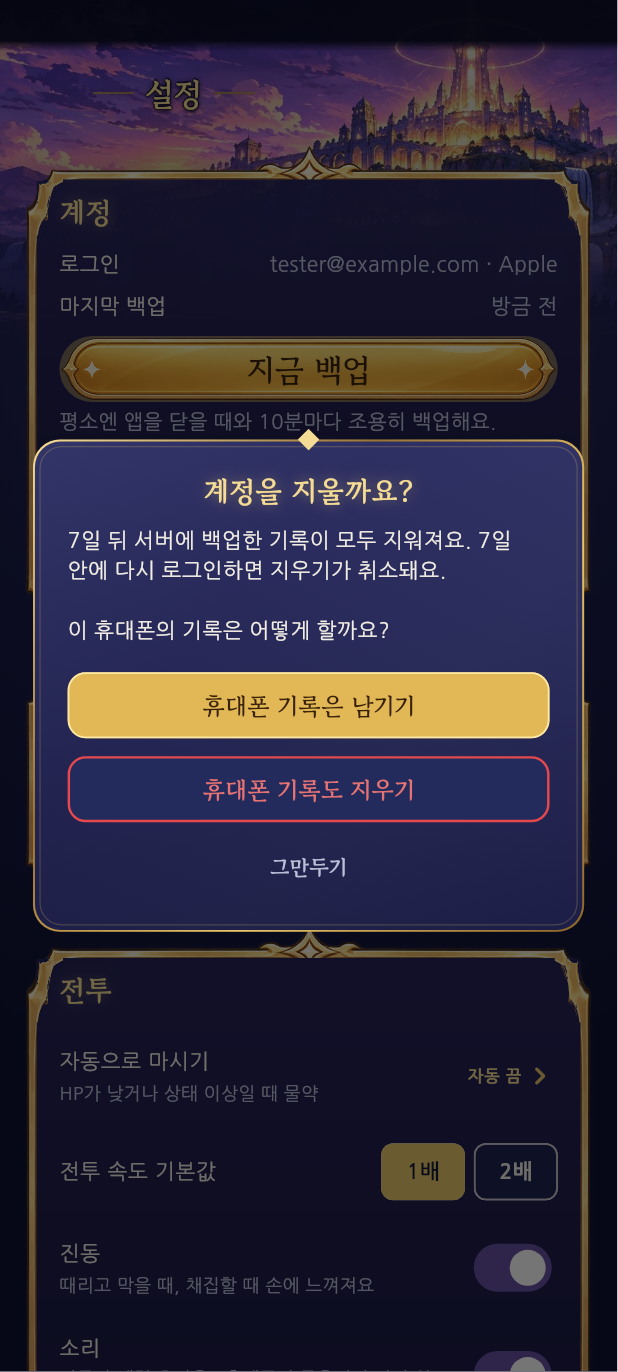 설정
계정
로그인
tester@example.com · Apple
마지막 백업
방금 전
지금 백업
평소엔 앱을 닫을 때와 10분마다 조용히 백업해요.
계정을 지울까요?
7일 뒤 서버에 백업한 기록이 모두 지워져요. 7일
안에 다시 로그인하면 지우기가 취소돼요.
이 휴대폰의 기록은 어떻게 할까요?
휴대폰 기록은 남기기
휴대폰 기록도 지우기
그만두기
전투
자동으로 마시기
HP가 낮거나 상태 이상일 때 물약
자동 끔
전투 속도 기본값
1배
2배
진동
때리고 막을 때, 채집할 때 손에 느껴져요
소리